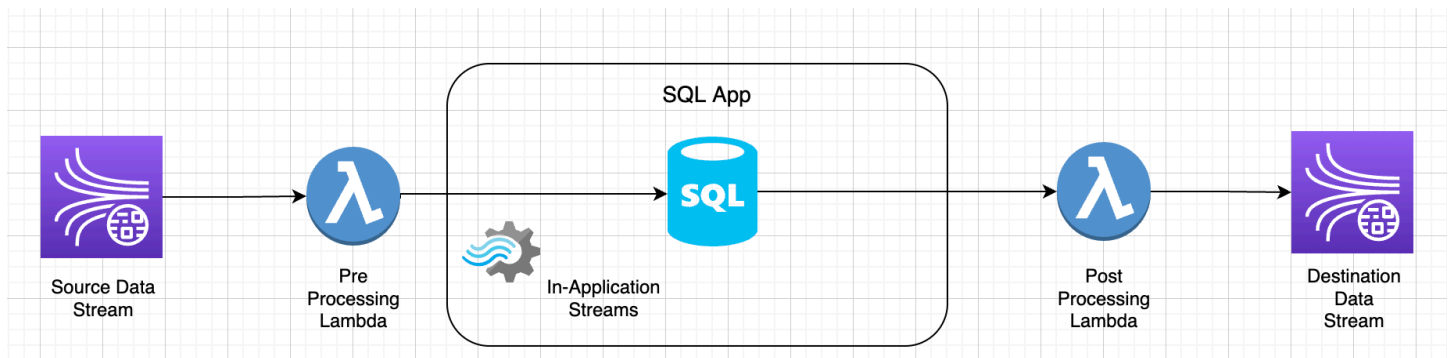 SQL App
SQL
Source Data
Stream
Pre
Processing
Lambda
In-Application
Streams
Post
Processing
Lambda
Destination
Data
Stream